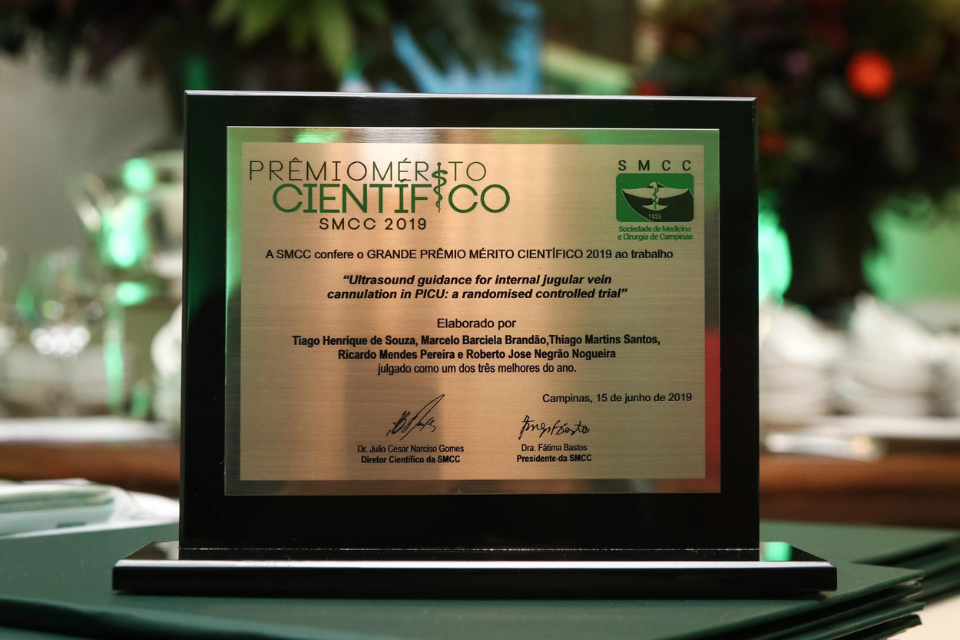 PRÊMIOMÉRITO
CIENTÍFICO
SMCC 2019
SMCC
1925
Sociedade de Medicina
e Cirurgia de Campinas
A SMCC confere o GRANDE PRÊMIO MÉRITO CIENTÍFICO 2019 ao trabalho
“Ultrasound guidance for internal jugular vein
cannulation in PICU: a randomised controlled trial”
Elaborado por
Tiago Henrique de Souza, Marcelo Barciela Brandão,Thiago Martins Santos,
Ricardo Mendes Pereira e Roberto Jose Negrão Nogueira
julgado como um dos três melhores do ano.
Campinas, 15 de junho de 2019
Dr. Julio Cesar Narciso Gomes
Diretor Científico da SMCC
Dra. Fátima Bastos
Presidente da SMCC